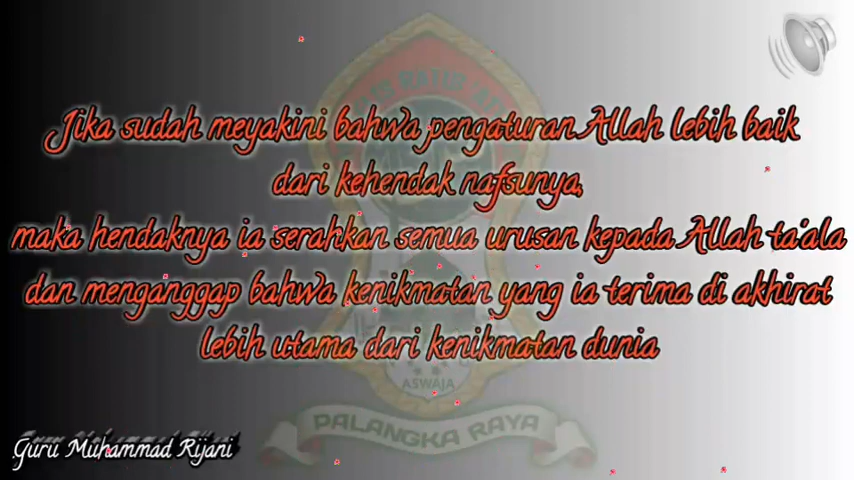 Jika sudah meyakini bahwa pengaturan Allah lebih baik
dari kehendak nafsunya,
maka hendaknya ia serahkan semua urusan kepada Allah ta'ala
dan menganggap bahwa kenikmatan yang ia terima di akhirat
lebih utama dari kenikmatan dunia
ASWAJA
PALANGKA RAYA
Guru Muhammad Rijani